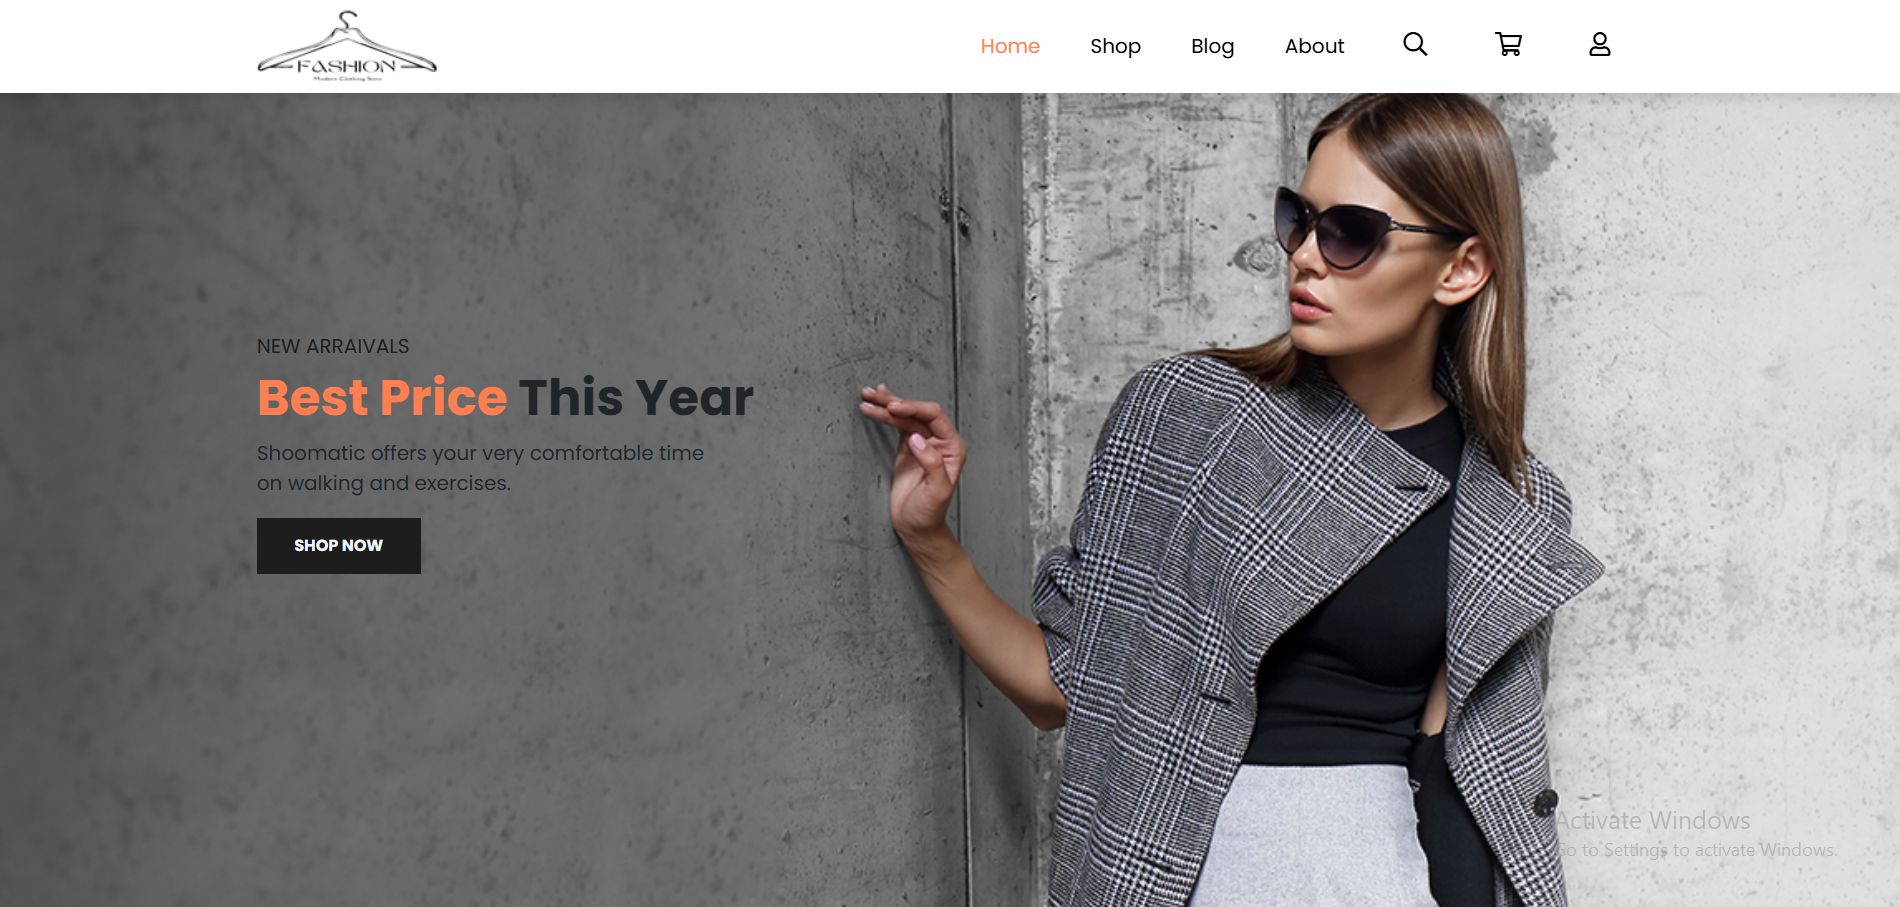 FASHION
Modern Clothing Store
Home Shop Blog About
NEW ARRAIVALS
Best Price This Year
Shoomatic offers your very comfortable time
on walking and exercises.
SHOP NOW
Activate Windows
Go to Settings to activate Windows.